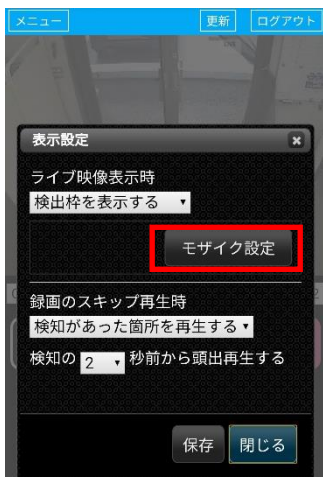 メニュー 更新 ログアウト
表示設定
ライブ映像表示時
検出枠を表示する
モザイク設定
録画のスキップ再生時
検知があった箇所を再生する
検知の 2 秒前から頭出再生する
保存 閉じる